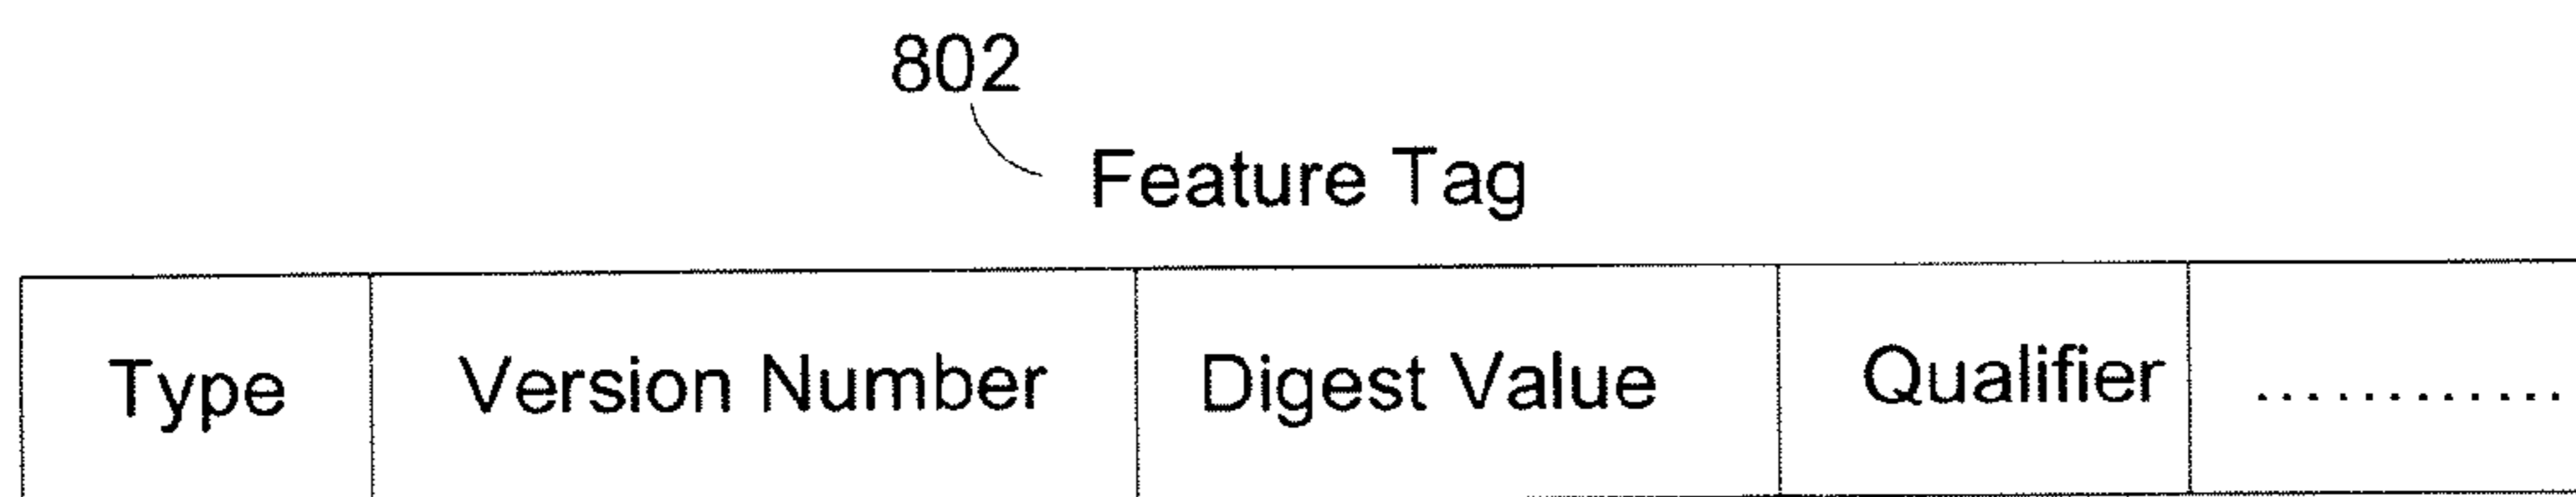 802
Feature Tag
Type Version Number Digest Value Qualifier ............